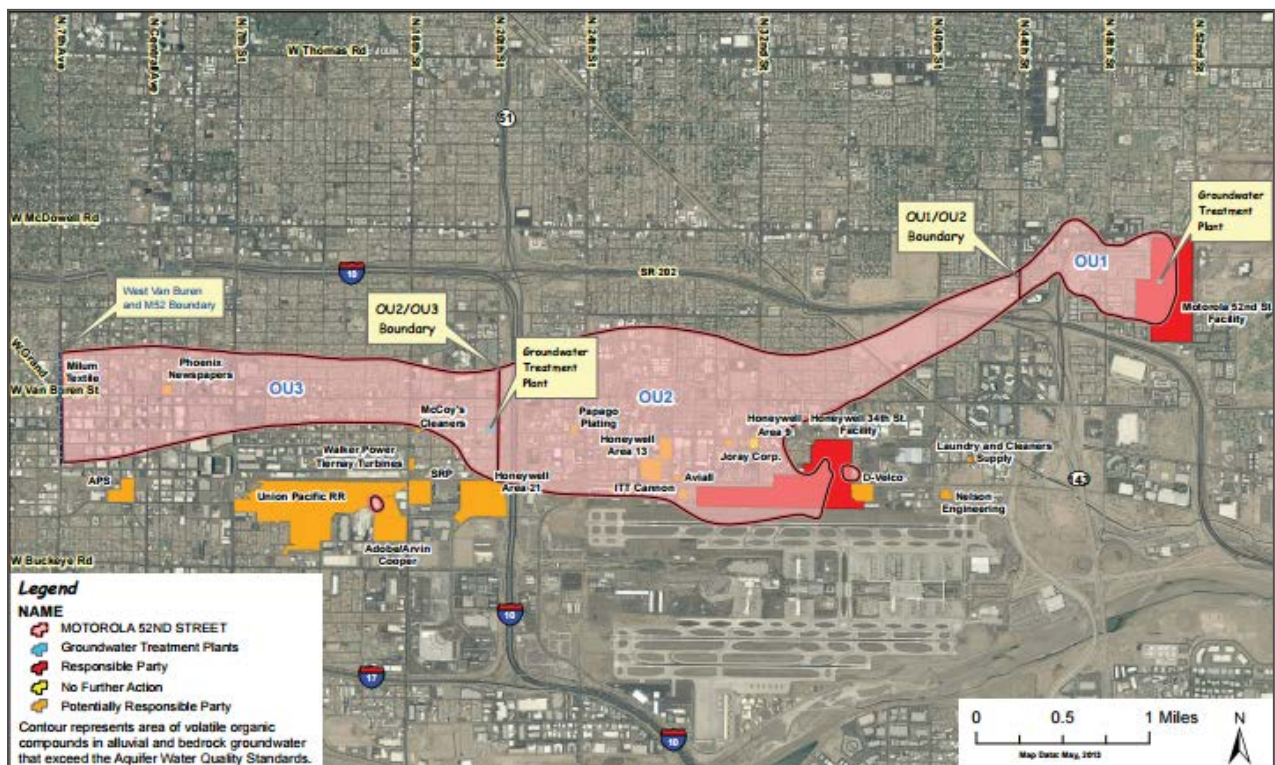 N 7th Ave
N Central Ave
N 7th St
W Thomas Rd
N 16th St
N 20th St
N 24th St
N 32nd St
N 40th St
N 44th St
N 48th St
N 52nd St
51
W McDowell Rd
OU1/OU2
Boundary
Groundwater
Treatment
Plant
OU1
10
SR 202
West Van Buren
and M52 Boundary
OU2/OU3
Boundary
Motorola 52nd St
Facility
W Grand
Milum
Textile
Phoenix
Newspapers
W Van Buren St
OU3
Groundwater
Treatment
Plant
OU2
McCoy's
Cleaners
Papago
Plating
Honeywell
Area 9
Honeywell 34th St.
Facility
Honeywell
Area 13
Joray Corp.
Laundry and Cleaners
Supply
Walker Power
Tierney Turbines
SRP
Honeywell
Area 21
ITT Cannon
Aviall
D-Velco
143
APS
Union Pacific RR
Nelson
Engineering
Adobe/Arvin
Cooper
W Buckeye Rd
Legend
NAME
MOTOROLA 52ND STREET
Groundwater Treatment Plants
Responsible Party
No Further Action
Potentially Responsible Party
Contour represents area of volatile organic
compounds in alluvial and bedrock groundwater
that exceed the Aquifer Water Quality Standards.
10
17
10
0 0.5 1 Miles
Map Data: May, 2013
N